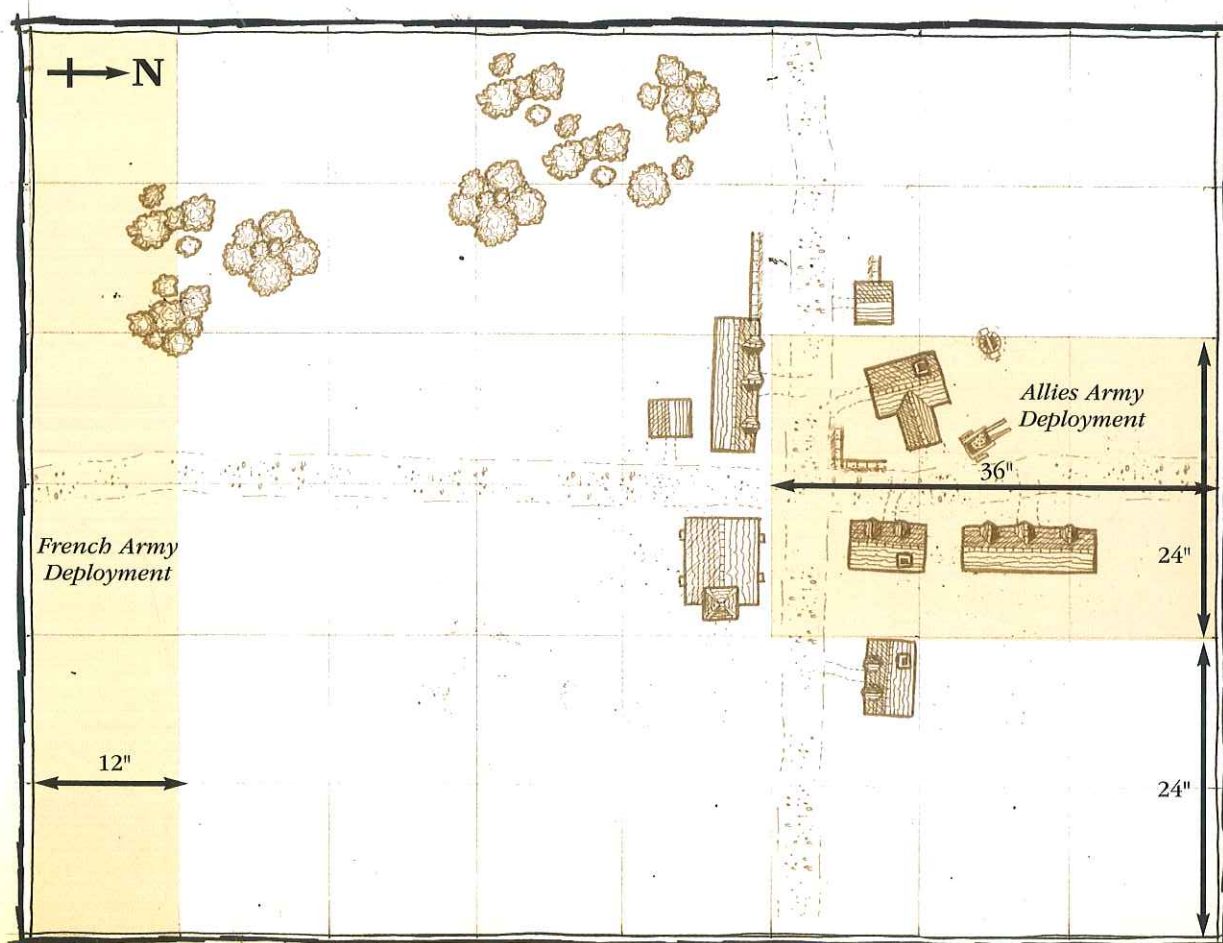 N
Allies Army
Deployment
36"
French Army
Deployment
24"
12"
24"